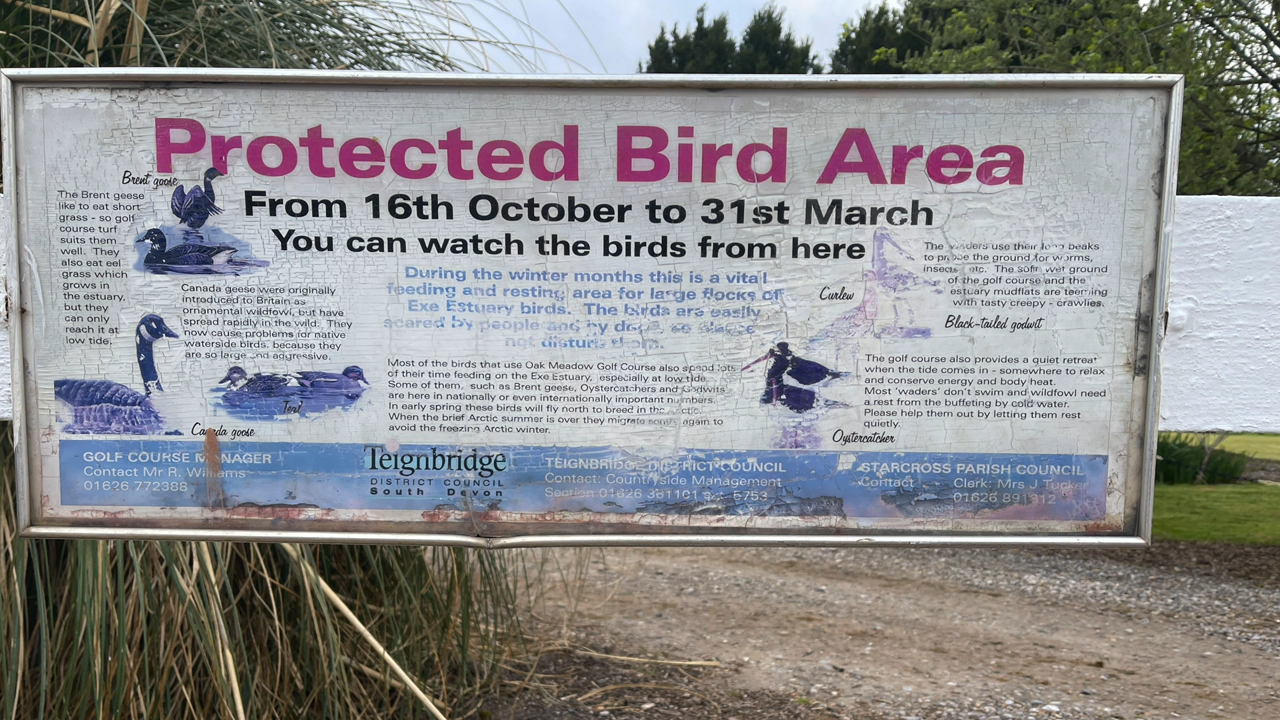 Protected Bird Area
From 16th October to 31st March
You can watch the birds from here
Brent goose
The Brent geese
like to eat short
grass - so golf
course turf
suits them
well. They
also eat eel
grass which
grows in
the estuary,
but they
can only
reach it at
low tide.
Canada geese were originally
introduced to Britain as
ornamental wildfowl, but have
spread rapidly in the wild. They
now cause problems for native
waterside birds, because they
are so large and aggressive.
Teal
Canada goose
During the winter months this is a vital
feeding and resting area for large flocks of
Exe Estuary birds. The birds are easily
scared by people and by dogs, so please
not disturb them.
Most of the birds that use Oak Meadow Golf Course also spend lots
of their time feeding on the Exe Estuary, especially at low tide.
Some of them, such as Brent geese, Oystercatchers and Godwits
are here in nationally or even internationally important numbers.
In early spring these birds will fly north to breed in the Arctic.
When the brief Arctic summer is over they migrate south again to
avoid the freezing Arctic winter.
Curlew
The waders use their long beaks
to probe the ground for worms,
insects etc. The soft wet ground
of the golf course and the
estuary mudflats are teeming
with tasty creepy - crawlies.
Black-tailed godwit
The golf course also provides a quiet retreat
when the tide comes in - somewhere to relax
and conserve energy and body heat.
Most 'waders' don't swim and wildfowl need
a rest from the buffeting by cold water.
Please help them out by letting them rest
quietly.
Oystercatcher
GOLF COURSE MANAGER
Contact Mr R. Williams
01626 772388
Teignbridge
DISTRICT COUNCIL
South Devon
TEIGNBRIDGE DISTRICT COUNCIL
Contact: Countryside Management
Section 01626 5753
STARCROSS PARISH COUNCIL
Contact Clerk: Mrs J Tucker
01626